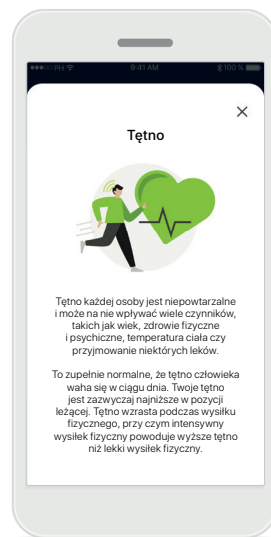 PH 9:41 AM 100 %
Tętno
Tętno każdej osoby jest niepowtarzalne
i może na nie wpływać wiele czynników,
takich jak wiek, zdrowie fizyczne
i psychiczne, temperatura ciała czy
przyjmowanie niektórych leków.
To zupełnie normalne, że tętno człowieka
waha się w ciągu dnia. Twoje tętno
jest zazwyczaj najniższe w pozycji
leżącej. Tętno wzrasta podczas wysiłku
fizycznego, przy czym intensywny
wysiłek fizyczny powoduje wyższe tętno
niż lekki wysiłek fizyczny.